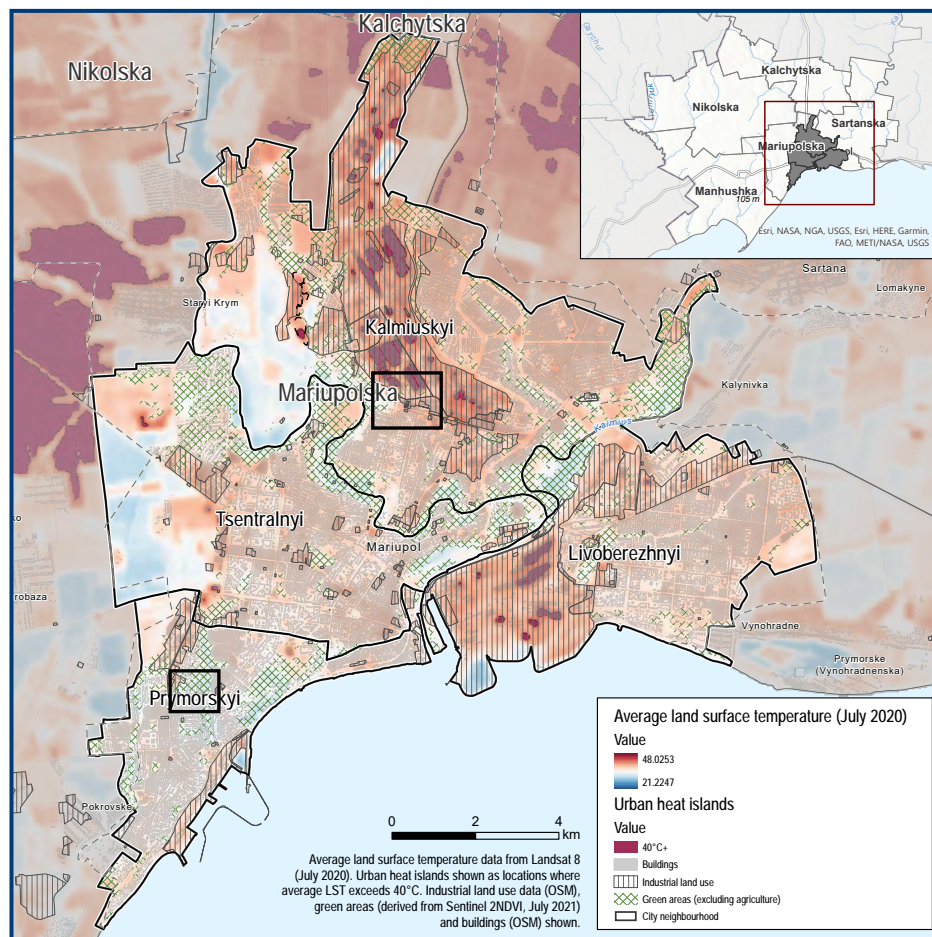 Kalchytska
Nikolska
Kalchytska
Nikolska
Sartanska
Mariupolska
Manhushka
105 m
Esri, NASA, NGA, USGS, Esri, HERE, Garmin,
FAO, METI/NASA, USGS
Sartana
Lomakyne
Staryi Krym
Kalmiuskyi
Kalynivka
Mariupolska
Kalmius
Tsentralnyi
Mariupol
Livoberezhnyi
robaza
Vynohradne
Prymorske
(Vynohradnenska)
Prymorskyi
Pokrovske
0 2 4
km
Average land surface temperature data from Landsat 8
(July 2020). Urban heat islands shown as locations where
average LST exceeds 40°C. Industrial land use data (OSM),
green areas (derived from Sentinel 2NDVI, July 2021)
and buildings (OSM) shown.
Average land surface temperature (July 2020)
Value
48.0253
21.2247
Urban heat islands
Value
40°C+
Buildings
Industrial land use
Green areas (excluding agriculture)
City neighbourhood